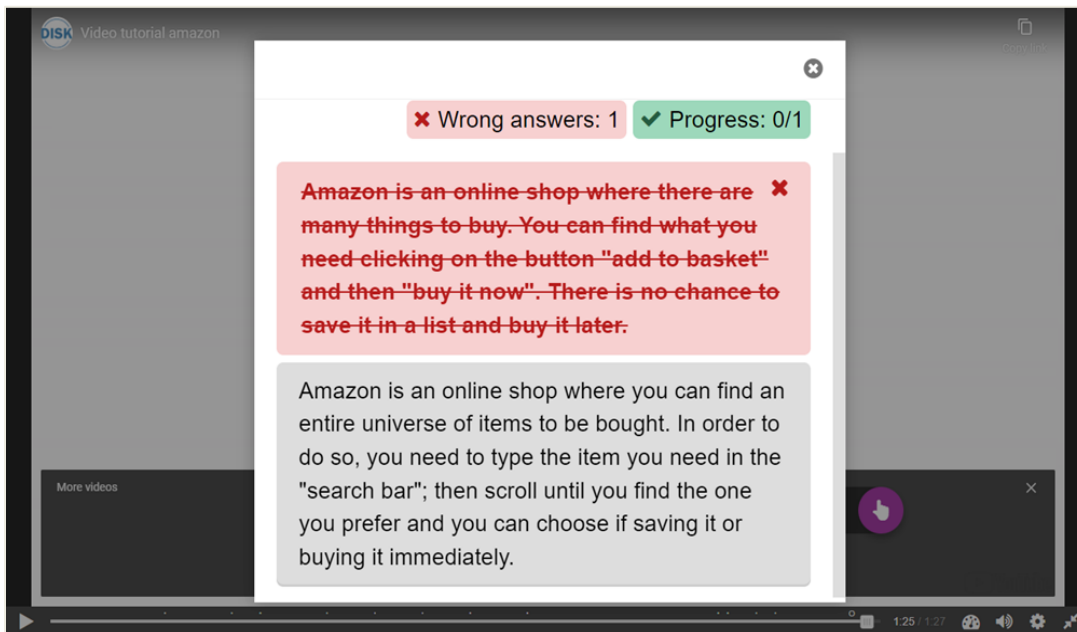 DISK Video tutorial amazon
Copy link
Wrong answers: 1 Progress: 0/1
Amazon is an online shop where there are
many things to buy. You can find what you
need clicking on the button "add to basket"
and then "buy it now". There is no chance to
save it in a list and buy it later.
Amazon is an online shop where you can find an
entire universe of items to be bought. In order to
do so, you need to type the item you need in the
"search bar"; then scroll until you find the one
you prefer and you can choose if saving it or
buying it immediately.
More videos
1:25 / 1:27